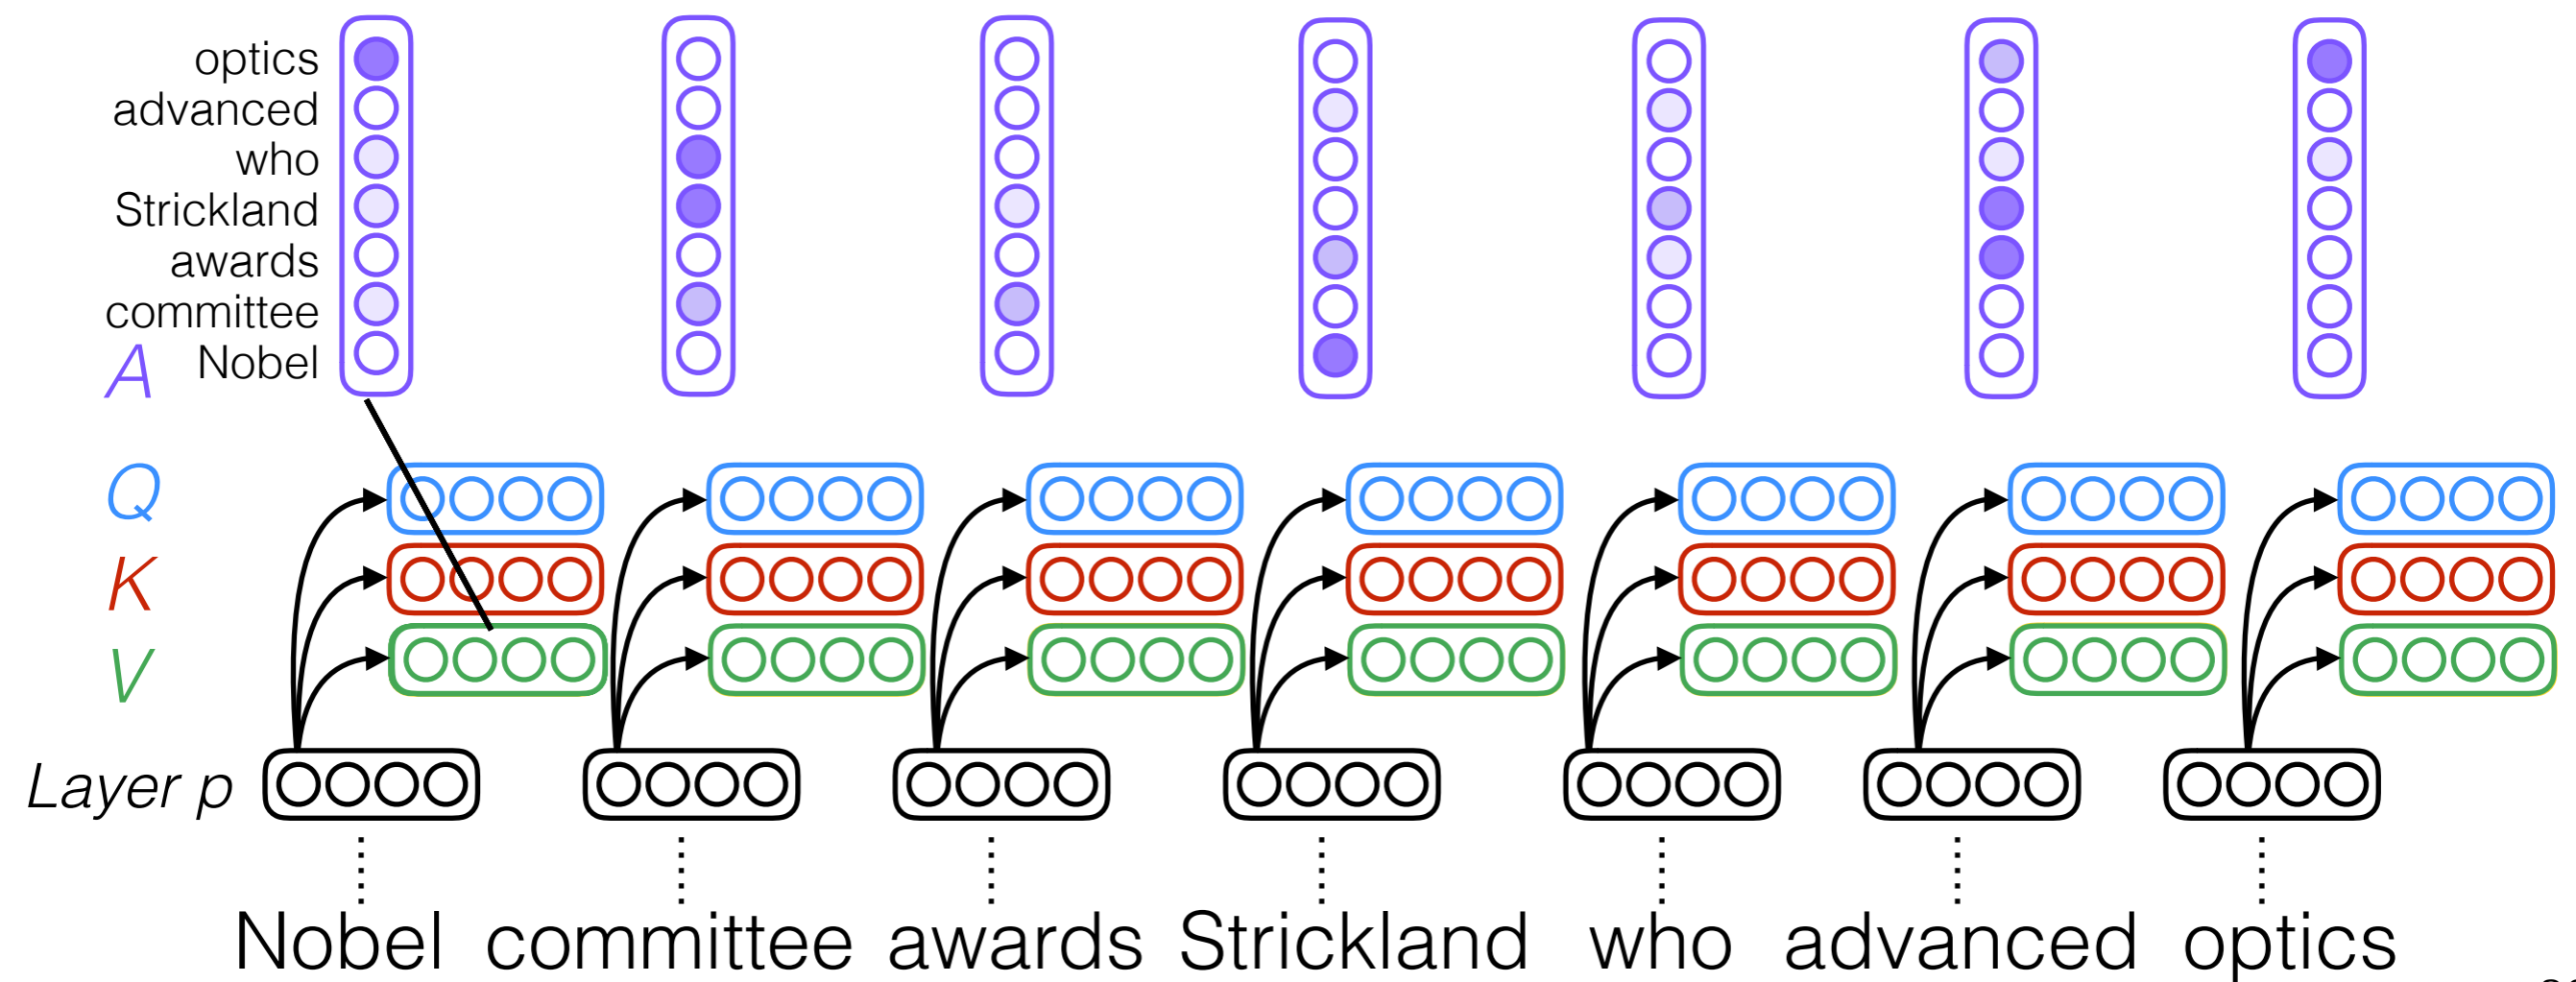 optics
advanced
who
Strickland
awards
committee
A Nobel
Q
K
V
Layer p
Nobel committee awards Strickland who advanced optics